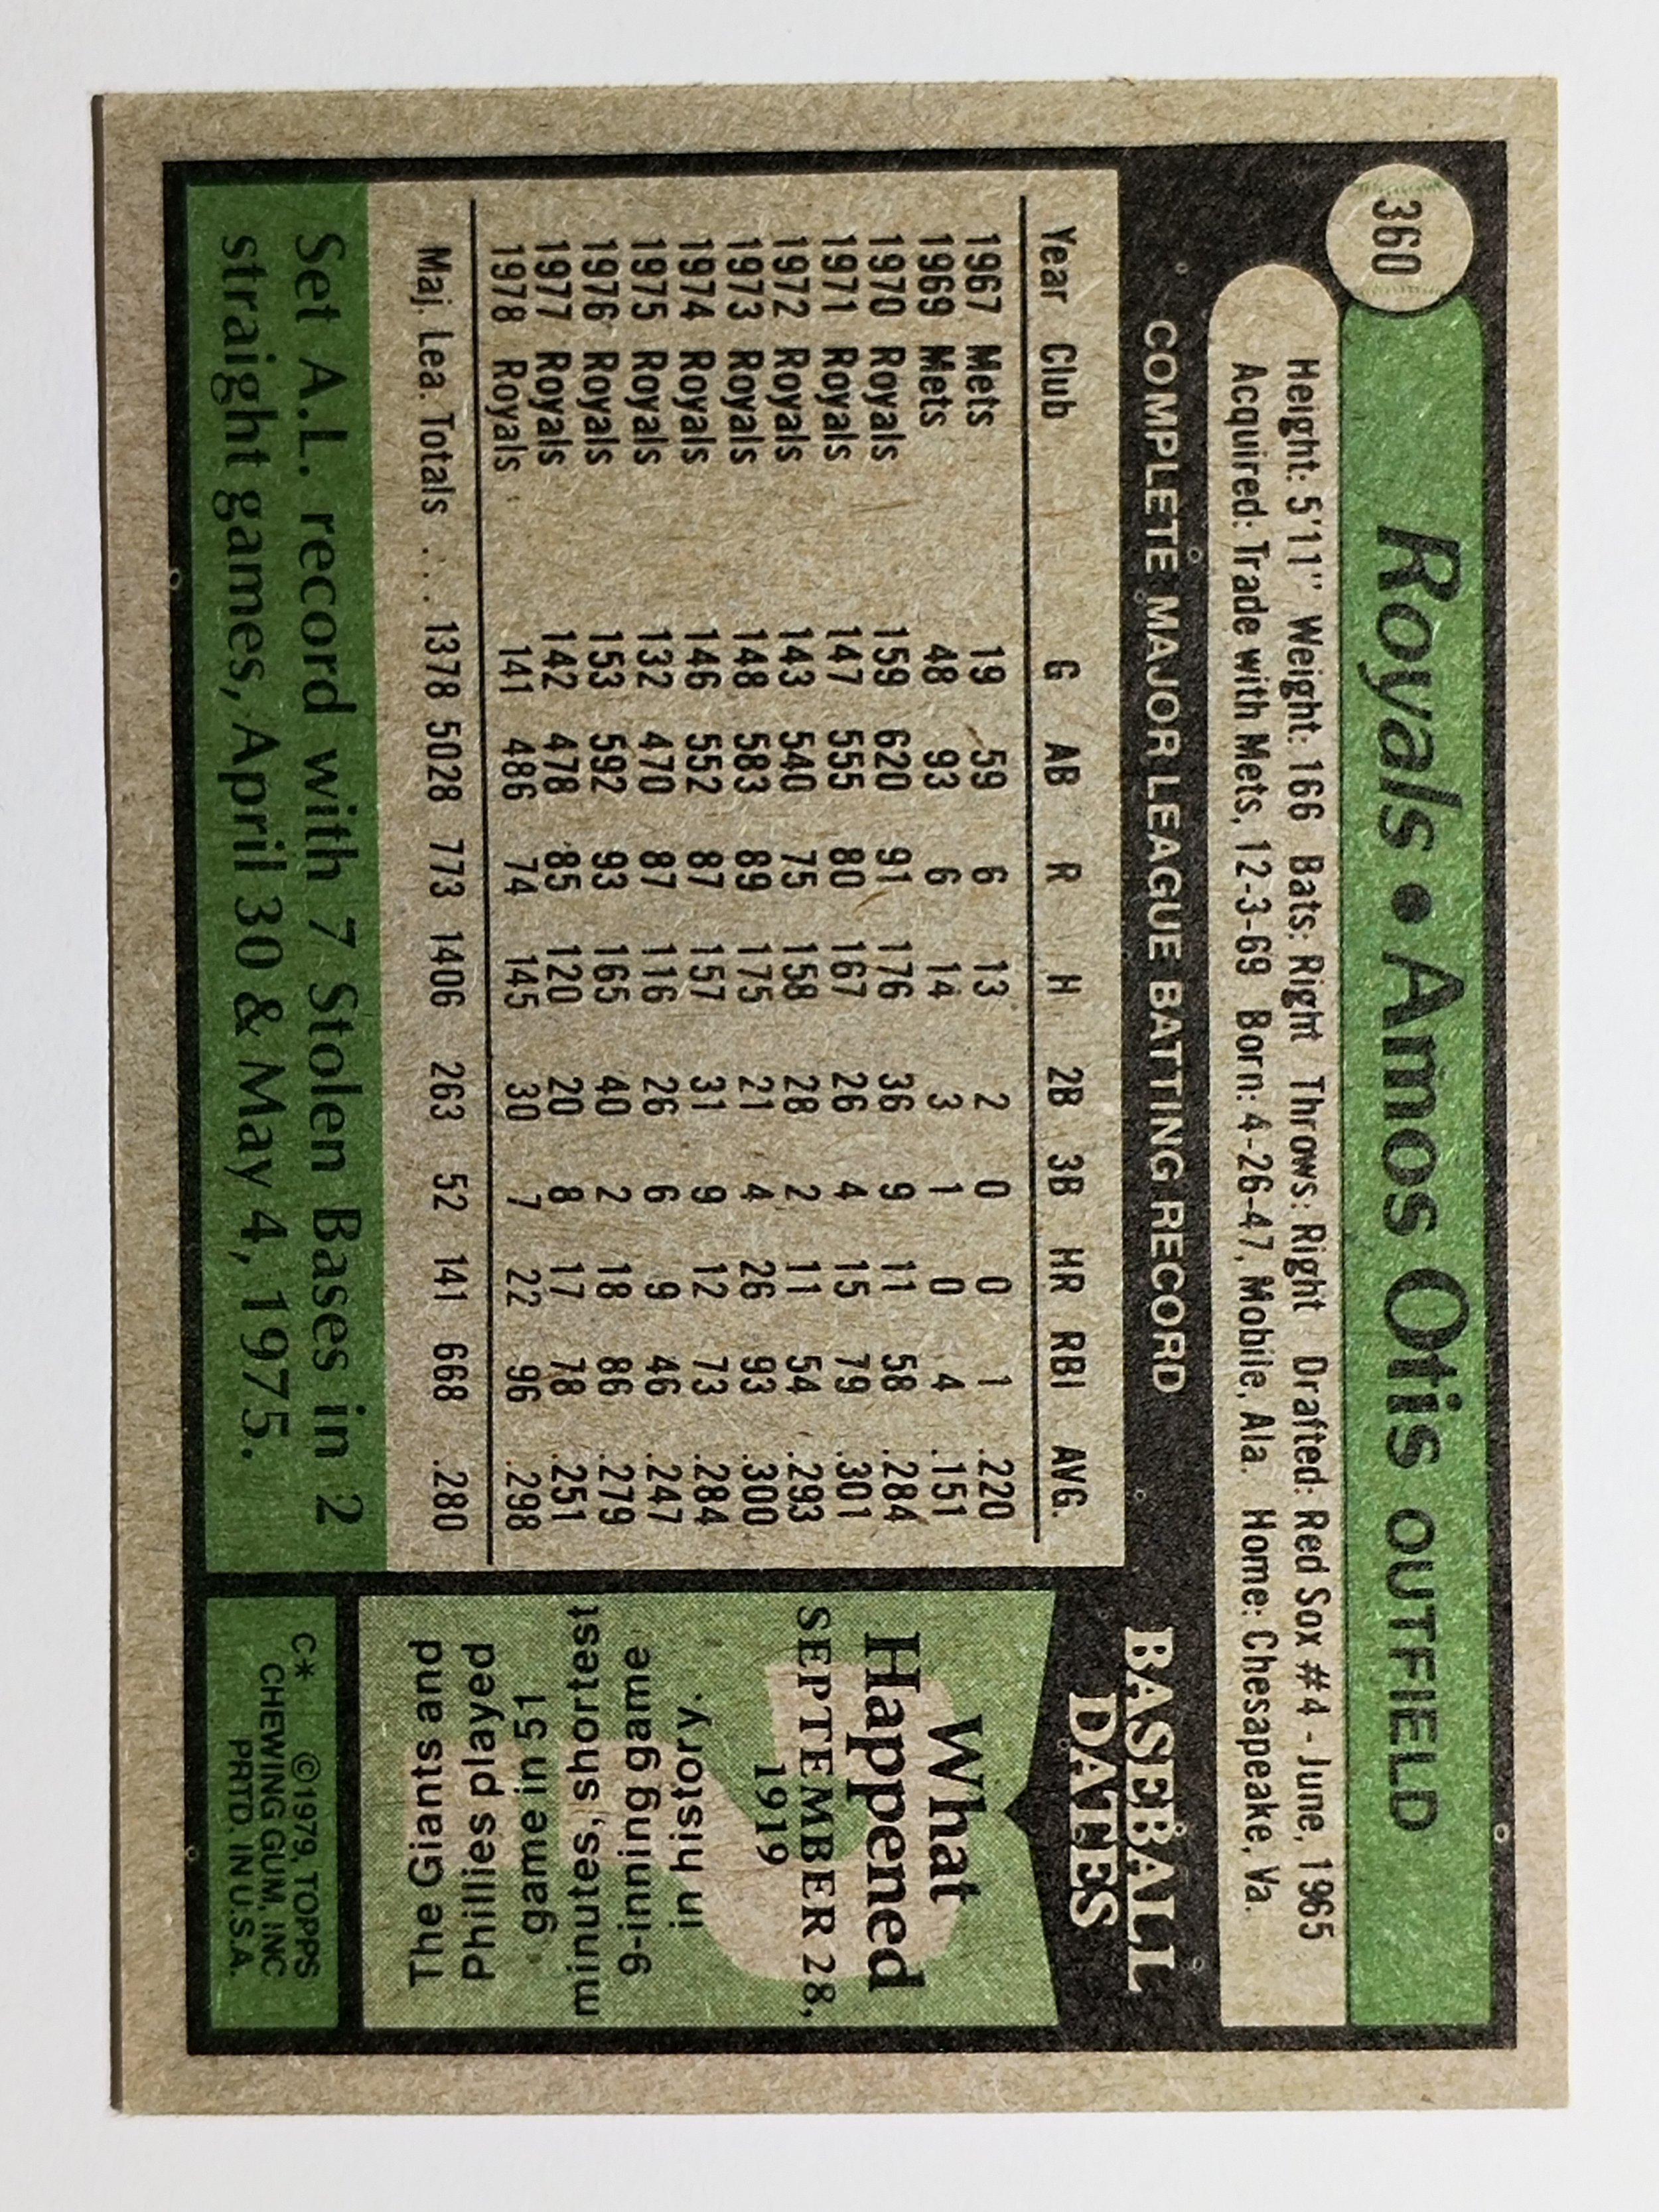 360
Royals • Amos Otis OUTFIELD
Height: 5'11" Weight: 166 Bats: Right Throws: Right Drafted: Red Sox #4 - June, 1965
Acquired: Trade with Mets, 12-3-69 Born: 4-26-47, Mobile, Ala. Home: Chesapeake, Va.
COMPLETE MAJOR LEAGUE BATTING RECORD
Year Club G AB R H 2B 3B HR RBI AVG.
1967 Mets 19 59 6 13 2 0 0 1 .220
1969 Mets 48 93 6 14 3 1 0 4 .151
1970 Royals 159 620 91 176 36 9 11 58 .284
1971 Royals 147 555 80 167 26 4 15 79 .301
1972 Royals 143 540 75 158 28 2 11 54 .293
1973 Royals 148 583 89 175 21 4 26 93 .300
1974 Royals 146 552 87 157 31 9 12 73 .284
1975 Royals 132 470 87 116 26 6 9 46 .247
1976 Royals 153 592 93 165 40 2 18 86 .279
1977 Royals 142 478 85 120 20 8 17 78 .251
1978 Royals 141 486 74 145 30 7 22 96 .298
Maj. Lea. Totals . . . 1378 5028 773 1406 263 52 141 668 .280
Set A.L. record with 7 Stolen Bases in 2
straight games, April 30 & May 4, 1975.
BASEBALL
DATES
What
Happened
SEPTEMBER 28,
1919
The Giants and
Phillies played
game in 51
minutes, shortest
9-inning game
in history.
C* ©1979, TOPPS
CHEWING GUM, INC
PRTD. IN U.S.A.